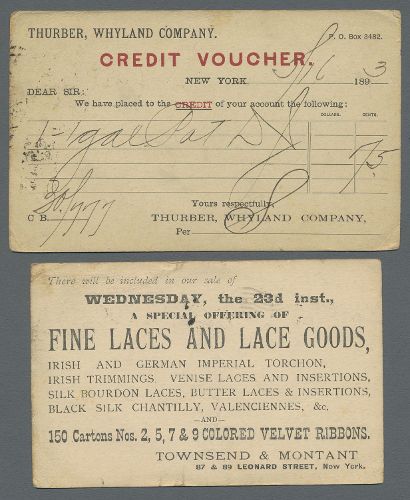 THURBER, WHYLAND COMPANY.
P. O. Box 3482.
CREDIT VOUCHER.
NEW YORK 1893
DEAR SIR:
We have placed to the CREDIT of your account the following:
DOLLARS. CENTS.
75
Yours respectfully,
C B
THURBER, WHYLAND COMPANY,
Per
There will be included in our sale of
WEDNESDAY, the 23d inst.,
A SPECIAL OFFERING OF
FINE LACES AND LACE GOODS,
IRISH AND GERMAN IMPERIAL TORCHON,
IRISH TRIMMINGS, VENISE LACES AND INSERTIONS,
SILK BOURDON LACES, BUTTER LACES & INSERTIONS,
BLACK SILK CHANTILLY, VALENCIENNES, &c.
—AND—
150 Cartons Nos. 2, 5, 7 & 9 COLORED VELVET RIBBONS.
TOWNSEND & MONTANT
87 & 89 LEONARD STREET, New York.